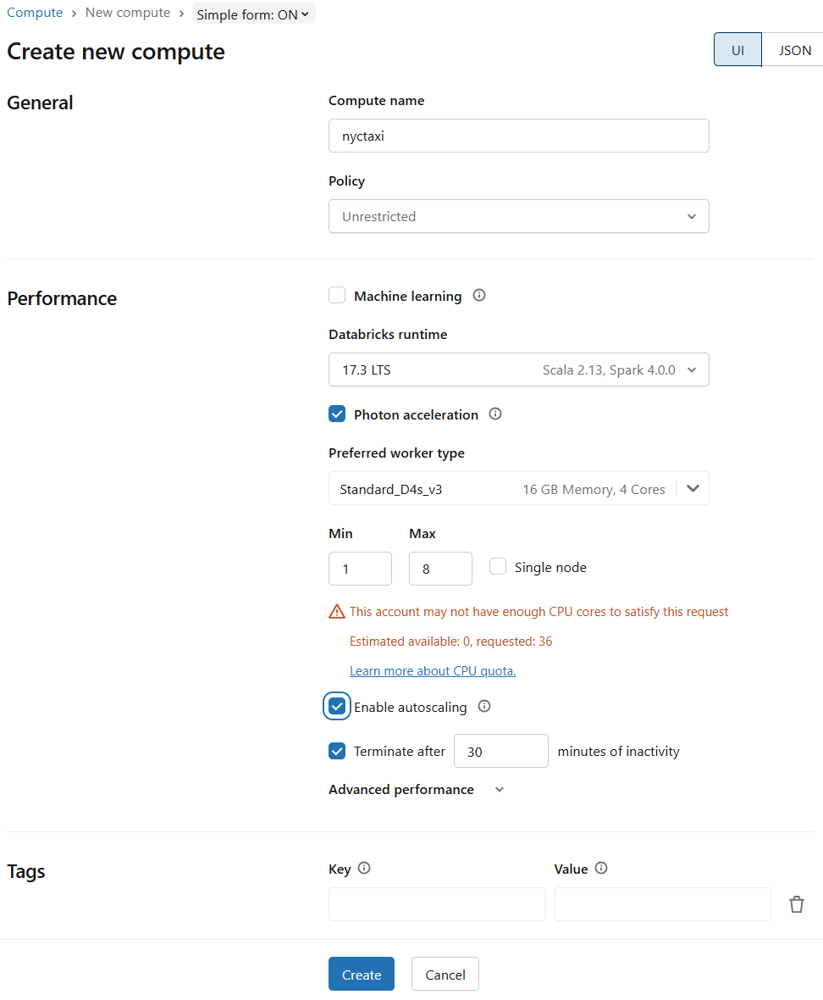 Compute › New compute › Simple form: ON
Create new compute
UI JSON
General
Compute name
nyctaxi
Policy
Unrestricted
Performance
Machine learning
Databricks runtime
17.3 LTS Scala 2.13, Spark 4.0.0
Photon acceleration
Preferred worker type
Standard_D4s_v3 16 GB Memory, 4 Cores
Min Max
1 8 Single node
This account may not have enough CPU cores to satisfy this request
Estimated available: 0, requested: 36
Learn more about CPU quota.
Enable autoscaling
Terminate after 30 minutes of inactivity
Advanced performance
Tags
Key Value
Create Cancel